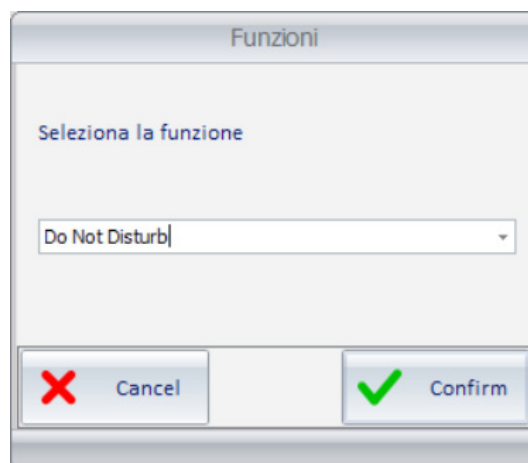 Funzioni
Seleziona la funzione
Do Not Disturb
Cancel
Confirm